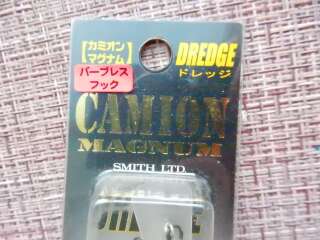 【カミオン
マグナム】
DREDGE
ドレッジ
バーブレス
フック
CAMION
MAGNUM
SMITH LTD.